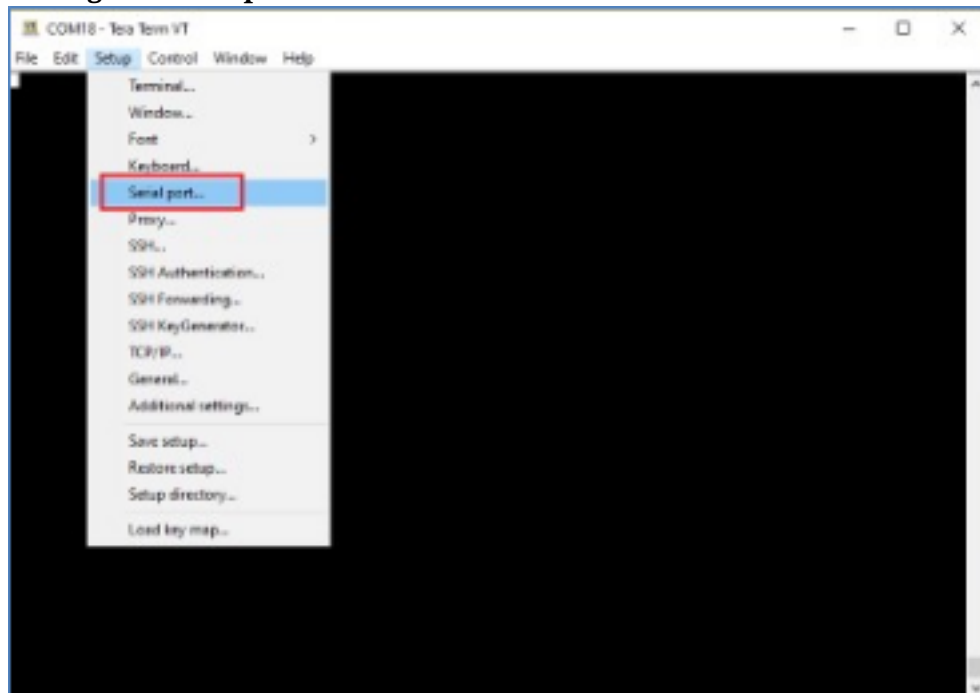 COM18 - Tera Term VT
File Edit Setup Control Window Help
Terminal...
Window...
Font
Keyboard...
Serial port...
Proxy...
SSH...
SSH Authentication...
SSH Forwarding...
SSH KeyGenerator...
TCP/IP...
General...
Additional settings...
Save setup...
Restore setup...
Setup directory...
Load key map...